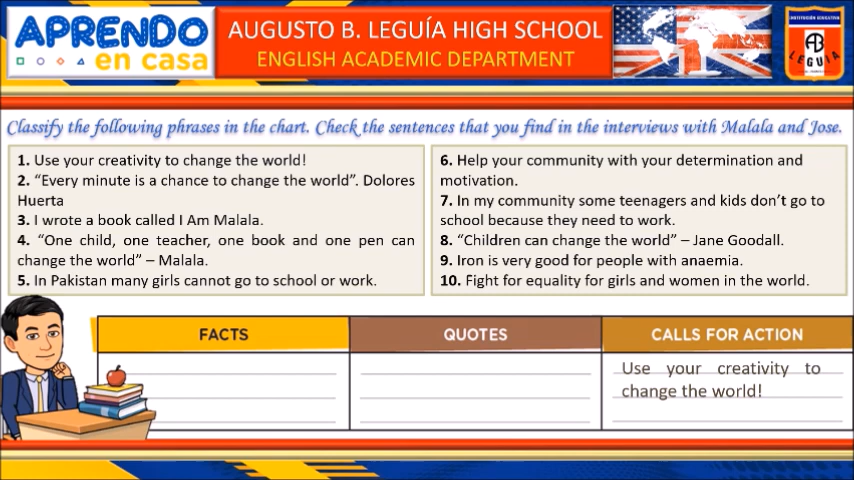 APRENDO
en casa
AUGUSTO B. LEGUÍA HIGH SCHOOL
ENGLISH ACADEMIC DEPARTMENT
INSTITUCIÓN EDUCATIVA
AB
LEGUIA
Classify the following phrases in the chart. Check the sentences that you find in the interviews with Malala and Jose.
1. Use your creativity to change the world!
2. “Every minute is a chance to change the world”. Dolores
Huerta
3. I wrote a book called I Am Malala.
4. “One child, one teacher, one book and one pen can
change the world” – Malala.
5. In Pakistan many girls cannot go to school or work.
6. Help your community with your determination and
motivation.
7. In my community some teenagers and kids don’t go to
school because they need to work.
8. “Children can change the world” – Jane Goodall.
9. Iron is very good for people with anaemia.
10. Fight for equality for girls and women in the world.
FACTS
QUOTES
CALLS FOR ACTION
Use your creativity to
change the world!